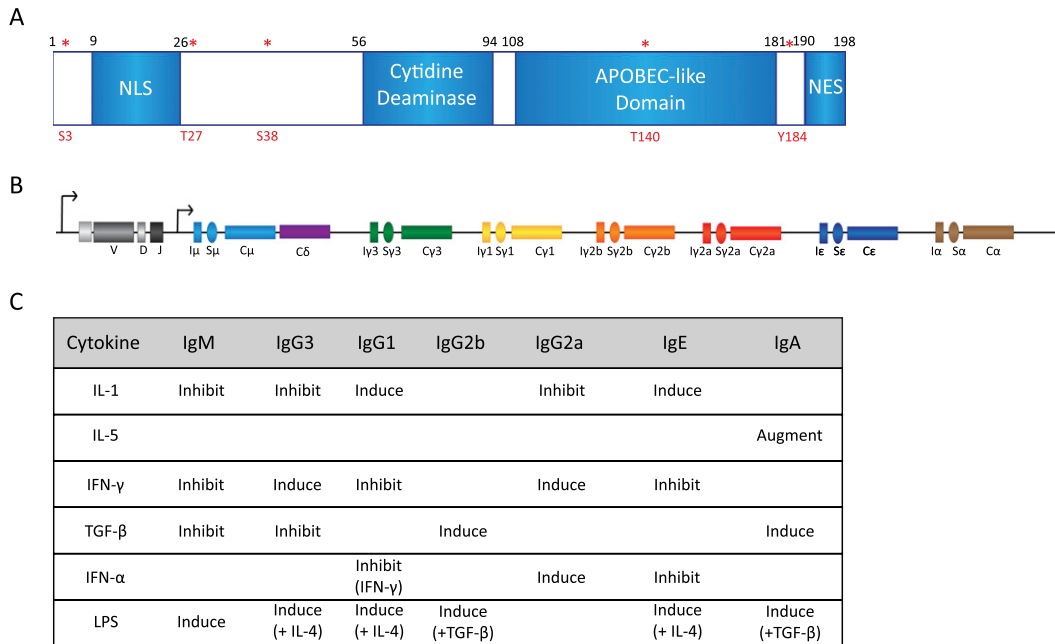 A
1 * 9 26 * * 56 94 108 * 181 * 190 198
NLS
Cytidine
Deaminase
APOBEC-like
Domain
NES
S3 T27 S38 T140 Y184
B
V D J Iμ Sμ Cμ Cδ Iγ3 Sγ3 Cγ3 Iγ1 Sγ1 Cγ1 Iγ2b Sγ2b Cγ2b Iγ2a Sγ2a Cγ2a Iε Sε Cε Iα Sα Cα
C
Cytokine IgM IgG3 IgG1 IgG2b IgG2a IgE IgA
IL-1 Inhibit Inhibit Induce Inhibit Induce
IL-5 Augment
IFN-γ Inhibit Induce Inhibit Induce Inhibit
TGF-β Inhibit Inhibit Induce Induce
IFN-α Inhibit
(IFN-γ) Induce Inhibit
LPS Induce Induce
(+ IL-4) Induce
(+ IL-4) Induce
(+TGF-β) Induce
(+ IL-4) Induce
(+TGF-β)